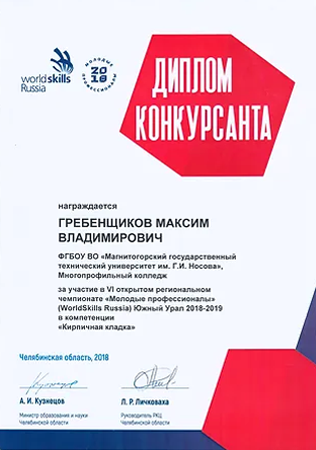 worldskills
Russia
МОЛОДЫЕ
2018
ПРОФЕССИОНАЛЫ
ДИПЛОМ
КОНКУРСАНТА
награждается
ГРЕБЕНЩИКОВ МАКСИМ
ВЛАДИМИРОВИЧ
ФГБОУ ВО «Магнитогорский государственный
технический университет им. Г.И. Носова»,
Многопрофильный колледж
за участие в VI открытом региональном
чемпионате «Молодые профессионалы»
(WorldSkills Russia) Южный Урал 2018-2019
в компетенции
«Кирпичная кладка»
Челябинская область, 2018
А. И. Кузнецов
Л. Р. Личковаха
Министр образования и науки
Челябинской области
Руководитель РКЦ
Челябинской области